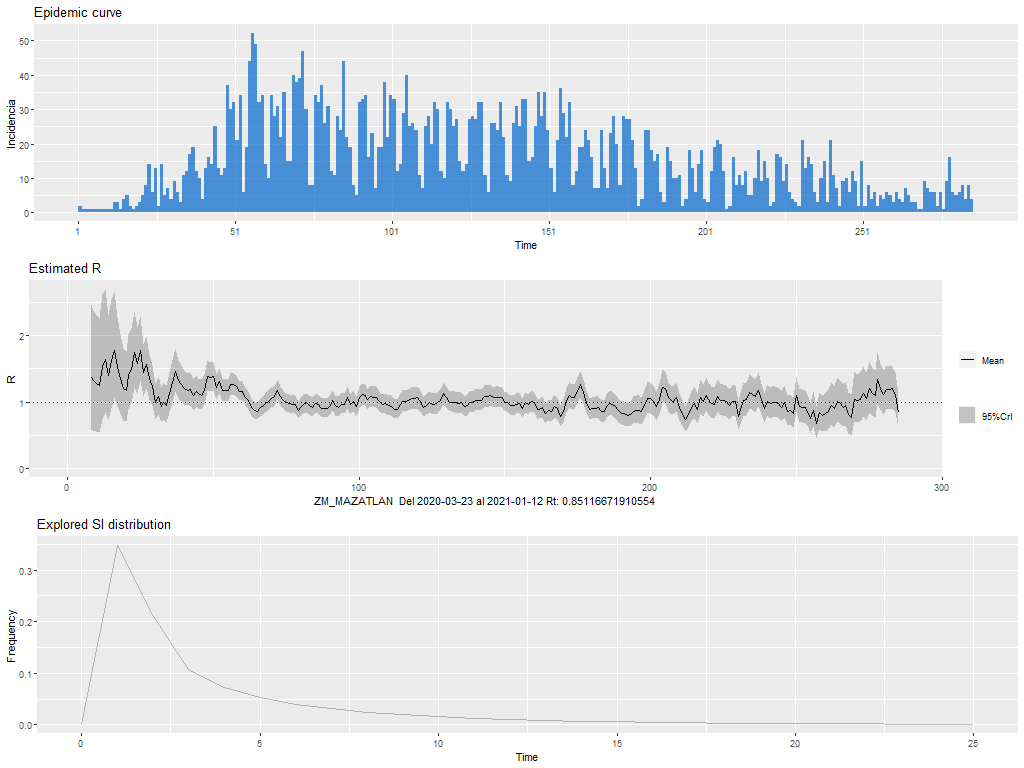 Epidemic curve
50
40
30
20
10
0
Incidencia
1 51 101 151 201 251
Time
Estimated R
2
1
0
R
0 100 200 300
ZM_MAZATLAN Del 2020-03-23 al 2021-01-12 Rt: 0.85116671910554
Mean
95%CrI
Explored SI distribution
0.3
0.2
0.1
0.0
Frequency
0 5 10 15 20 25
Time